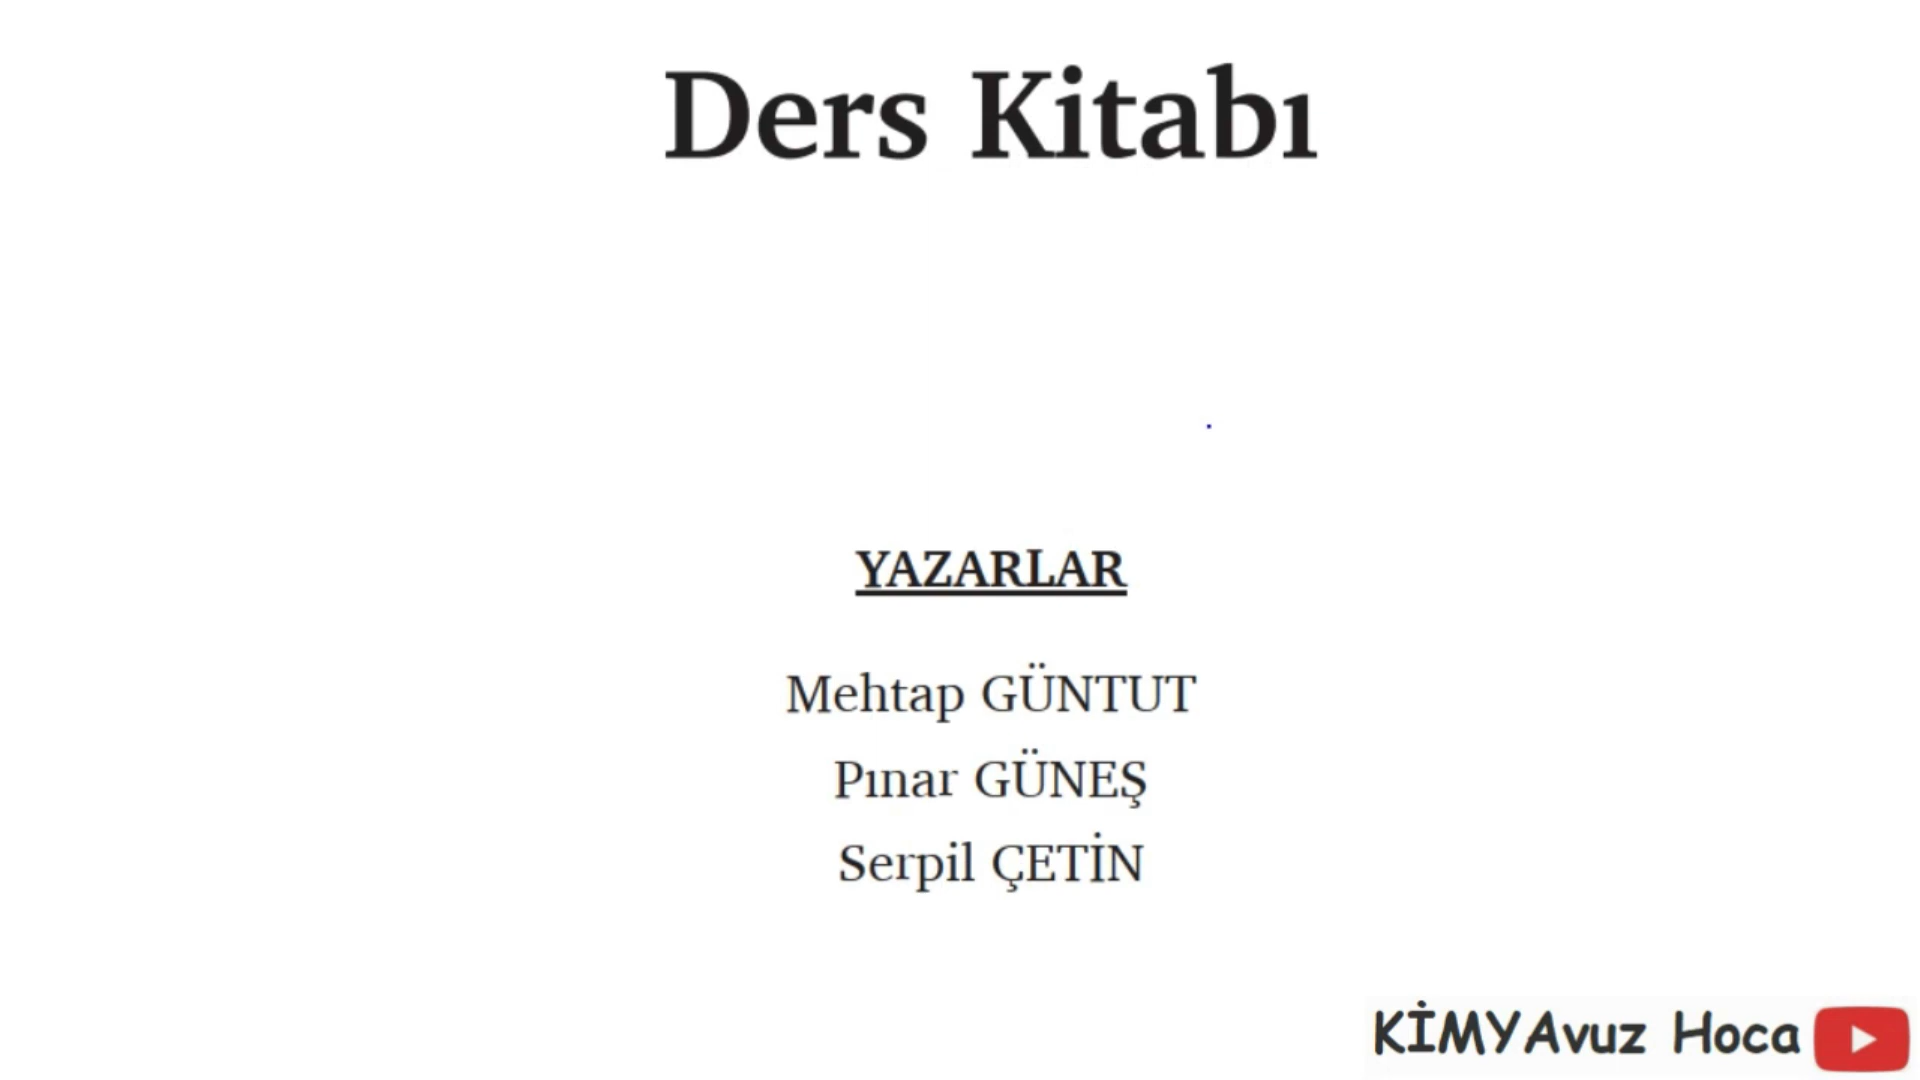 Ders Kitabı
YAZARLAR
Mehtap GÜNTUT
Pınar GÜNEŞ
Serpil ÇETİN
KİMYAvuz Hoca